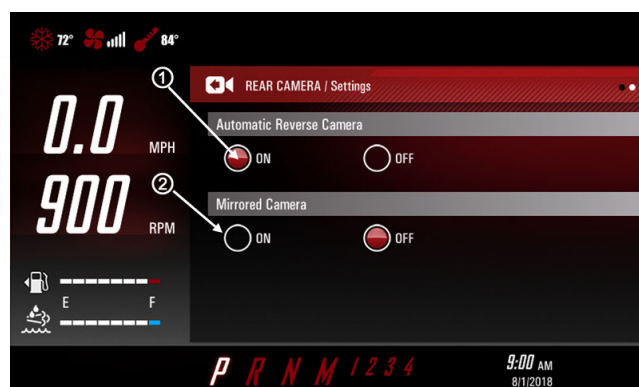 72° 84°
1
REAR CAMERA / Settings
Automatic Reverse Camera
ON OFF
0.0 MPH
2
Mirrored Camera
ON OFF
900 RPM
E F
P R N M 1 2 3 4
9:00 AM
8/1/2018